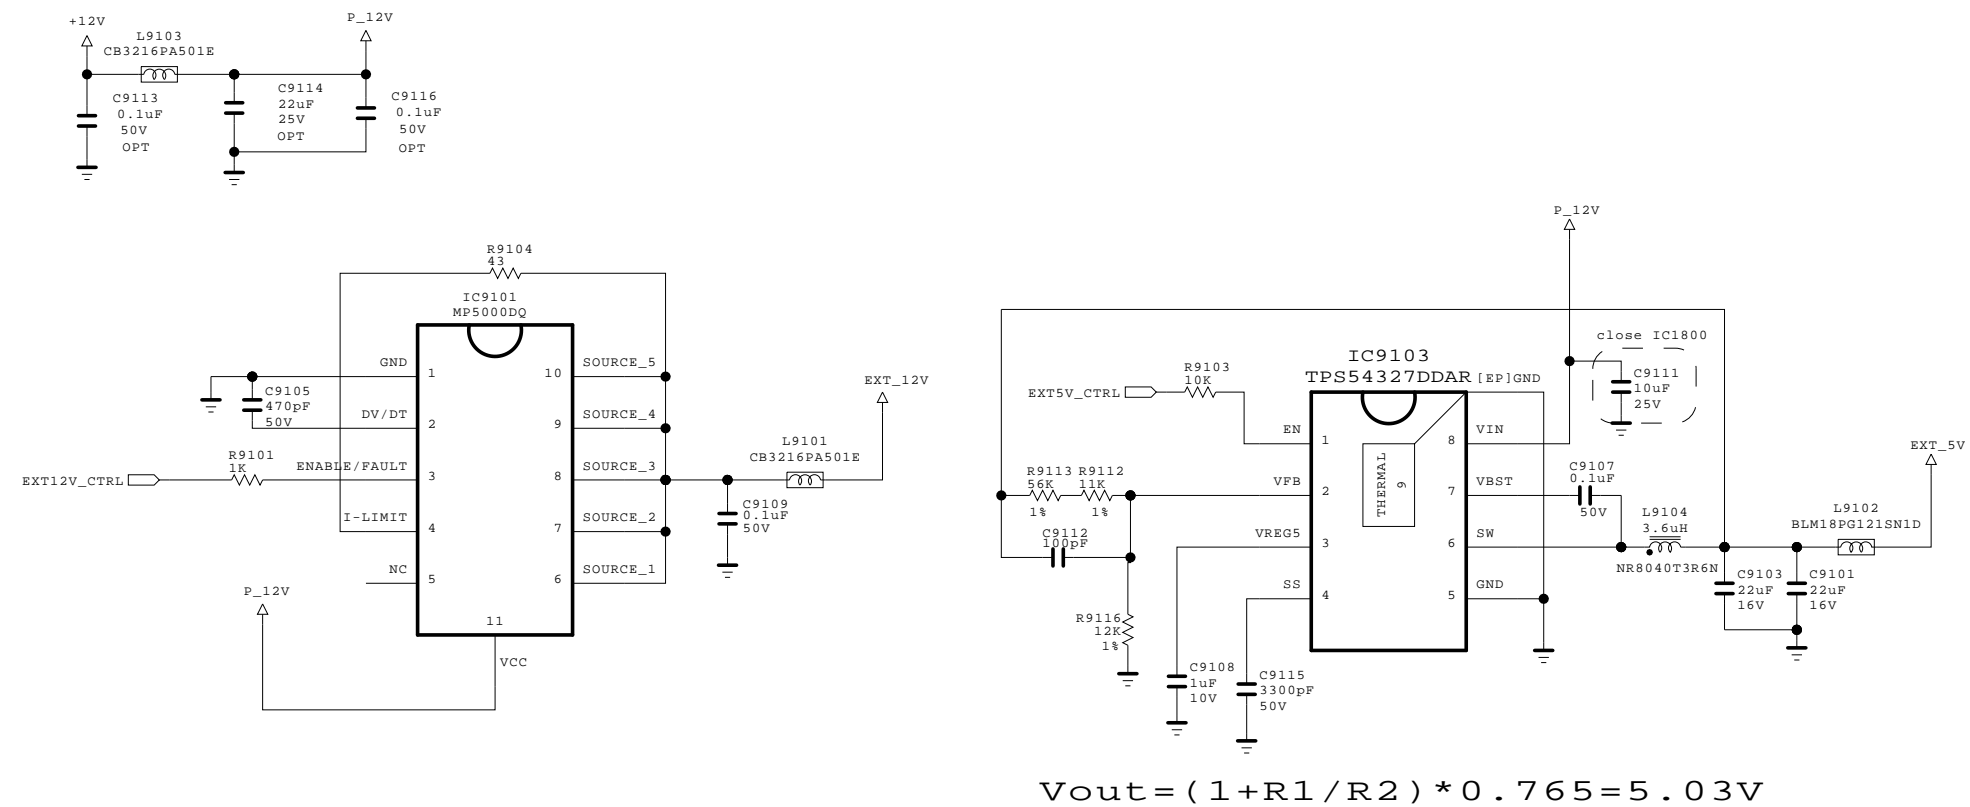 +12V
P_12V
L9103
CB3216PA501E
C9113
0.1uF
50V
OPT
C9114
22uF
25V
OPT
C9116
0.1uF
50V
OPT
R9104
43
IC9101
MP5000DQ
GND
1
10
SOURCE_5
C9105
470pF
50V
DV/DT
2
9
SOURCE_4
R9101
1K
EXT12V_CTRL
ENABLE/FAULT
3
8
SOURCE_3
I-LIMIT
4
7
SOURCE_2
NC
5
6
SOURCE_1
P_12V
11
VCC
L9101
CB3216PA501E
EXT_12V
C9109
0.1uF
50V
P_12V
close IC1800
C9111
10uF
25V
IC9103
TPS54327DDAR
[EP]GND
R9103
10K
EXT5V_CTRL
EN
1
8
VIN
THERMAL
9
R9113
56K
1%
R9112
11K
1%
VFB
2
7
VBST
C9107
0.1uF
50V
C9112
100pF
VREG5
3
6
SW
L9104
3.6uH
NR8040T3R6N
L9102
BLM18PG121SN1D
EXT_5V
SS
4
5
GND
C9103
22uF
16V
C9101
22uF
16V
R9116
12K
1%
C9108
1uF
10V
C9115
3300pF
50V
Vout=(1+R1/R2)*0.765=5.03V